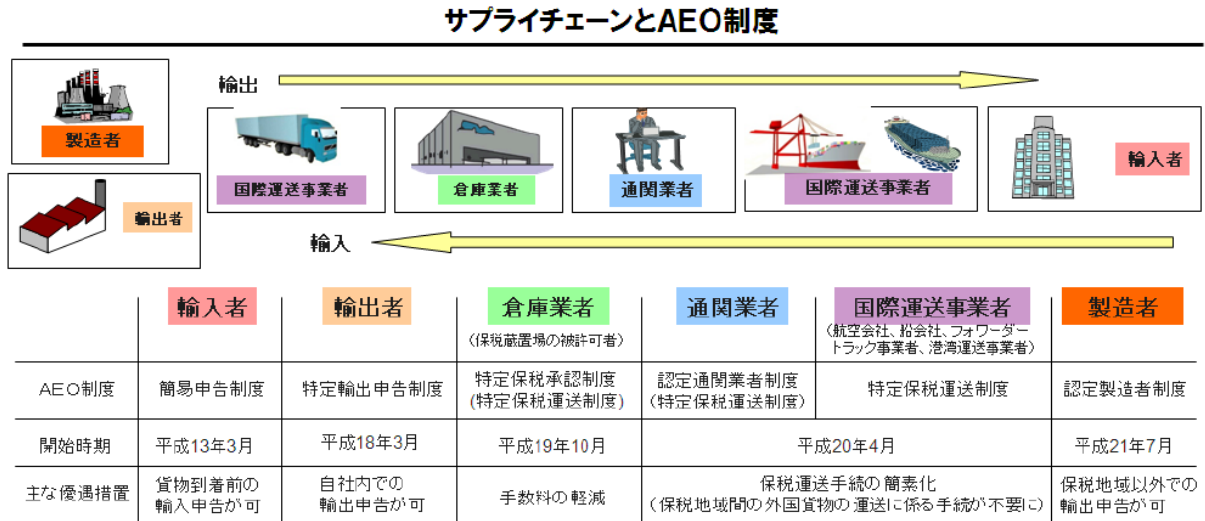 サプライチェーンとAEO制度
輸出
製造者
輸出者
国際運送事業者
倉庫業者
通関業者
国際運送事業者
輸入者
輸入
輸入者
輸出者
倉庫業者
(保税蔵置場の被許可者)
通関業者
国際運送事業者
(航空会社、船会社、フォワーダー
トラック事業者、港湾運送事業者)
製造者
AEO制度
簡易申告制度
特定輸出申告制度
特定保税承認制度
(特定保税運送制度)
認定通関業者制度
(特定保税運送制度)
特定保税運送制度
認定製造者制度
開始時期
平成13年3月
平成18年3月
平成19年10月
平成20年4月
平成21年7月
主な優遇措置
貨物到着前の
輸入申告が可
自社内での
輸出申告が可
手数料の軽減
保税運送手続の簡素化
(保税地域間の外国貨物の運送に係る手続が不要に)
保税地域以外での
輸出申告が可